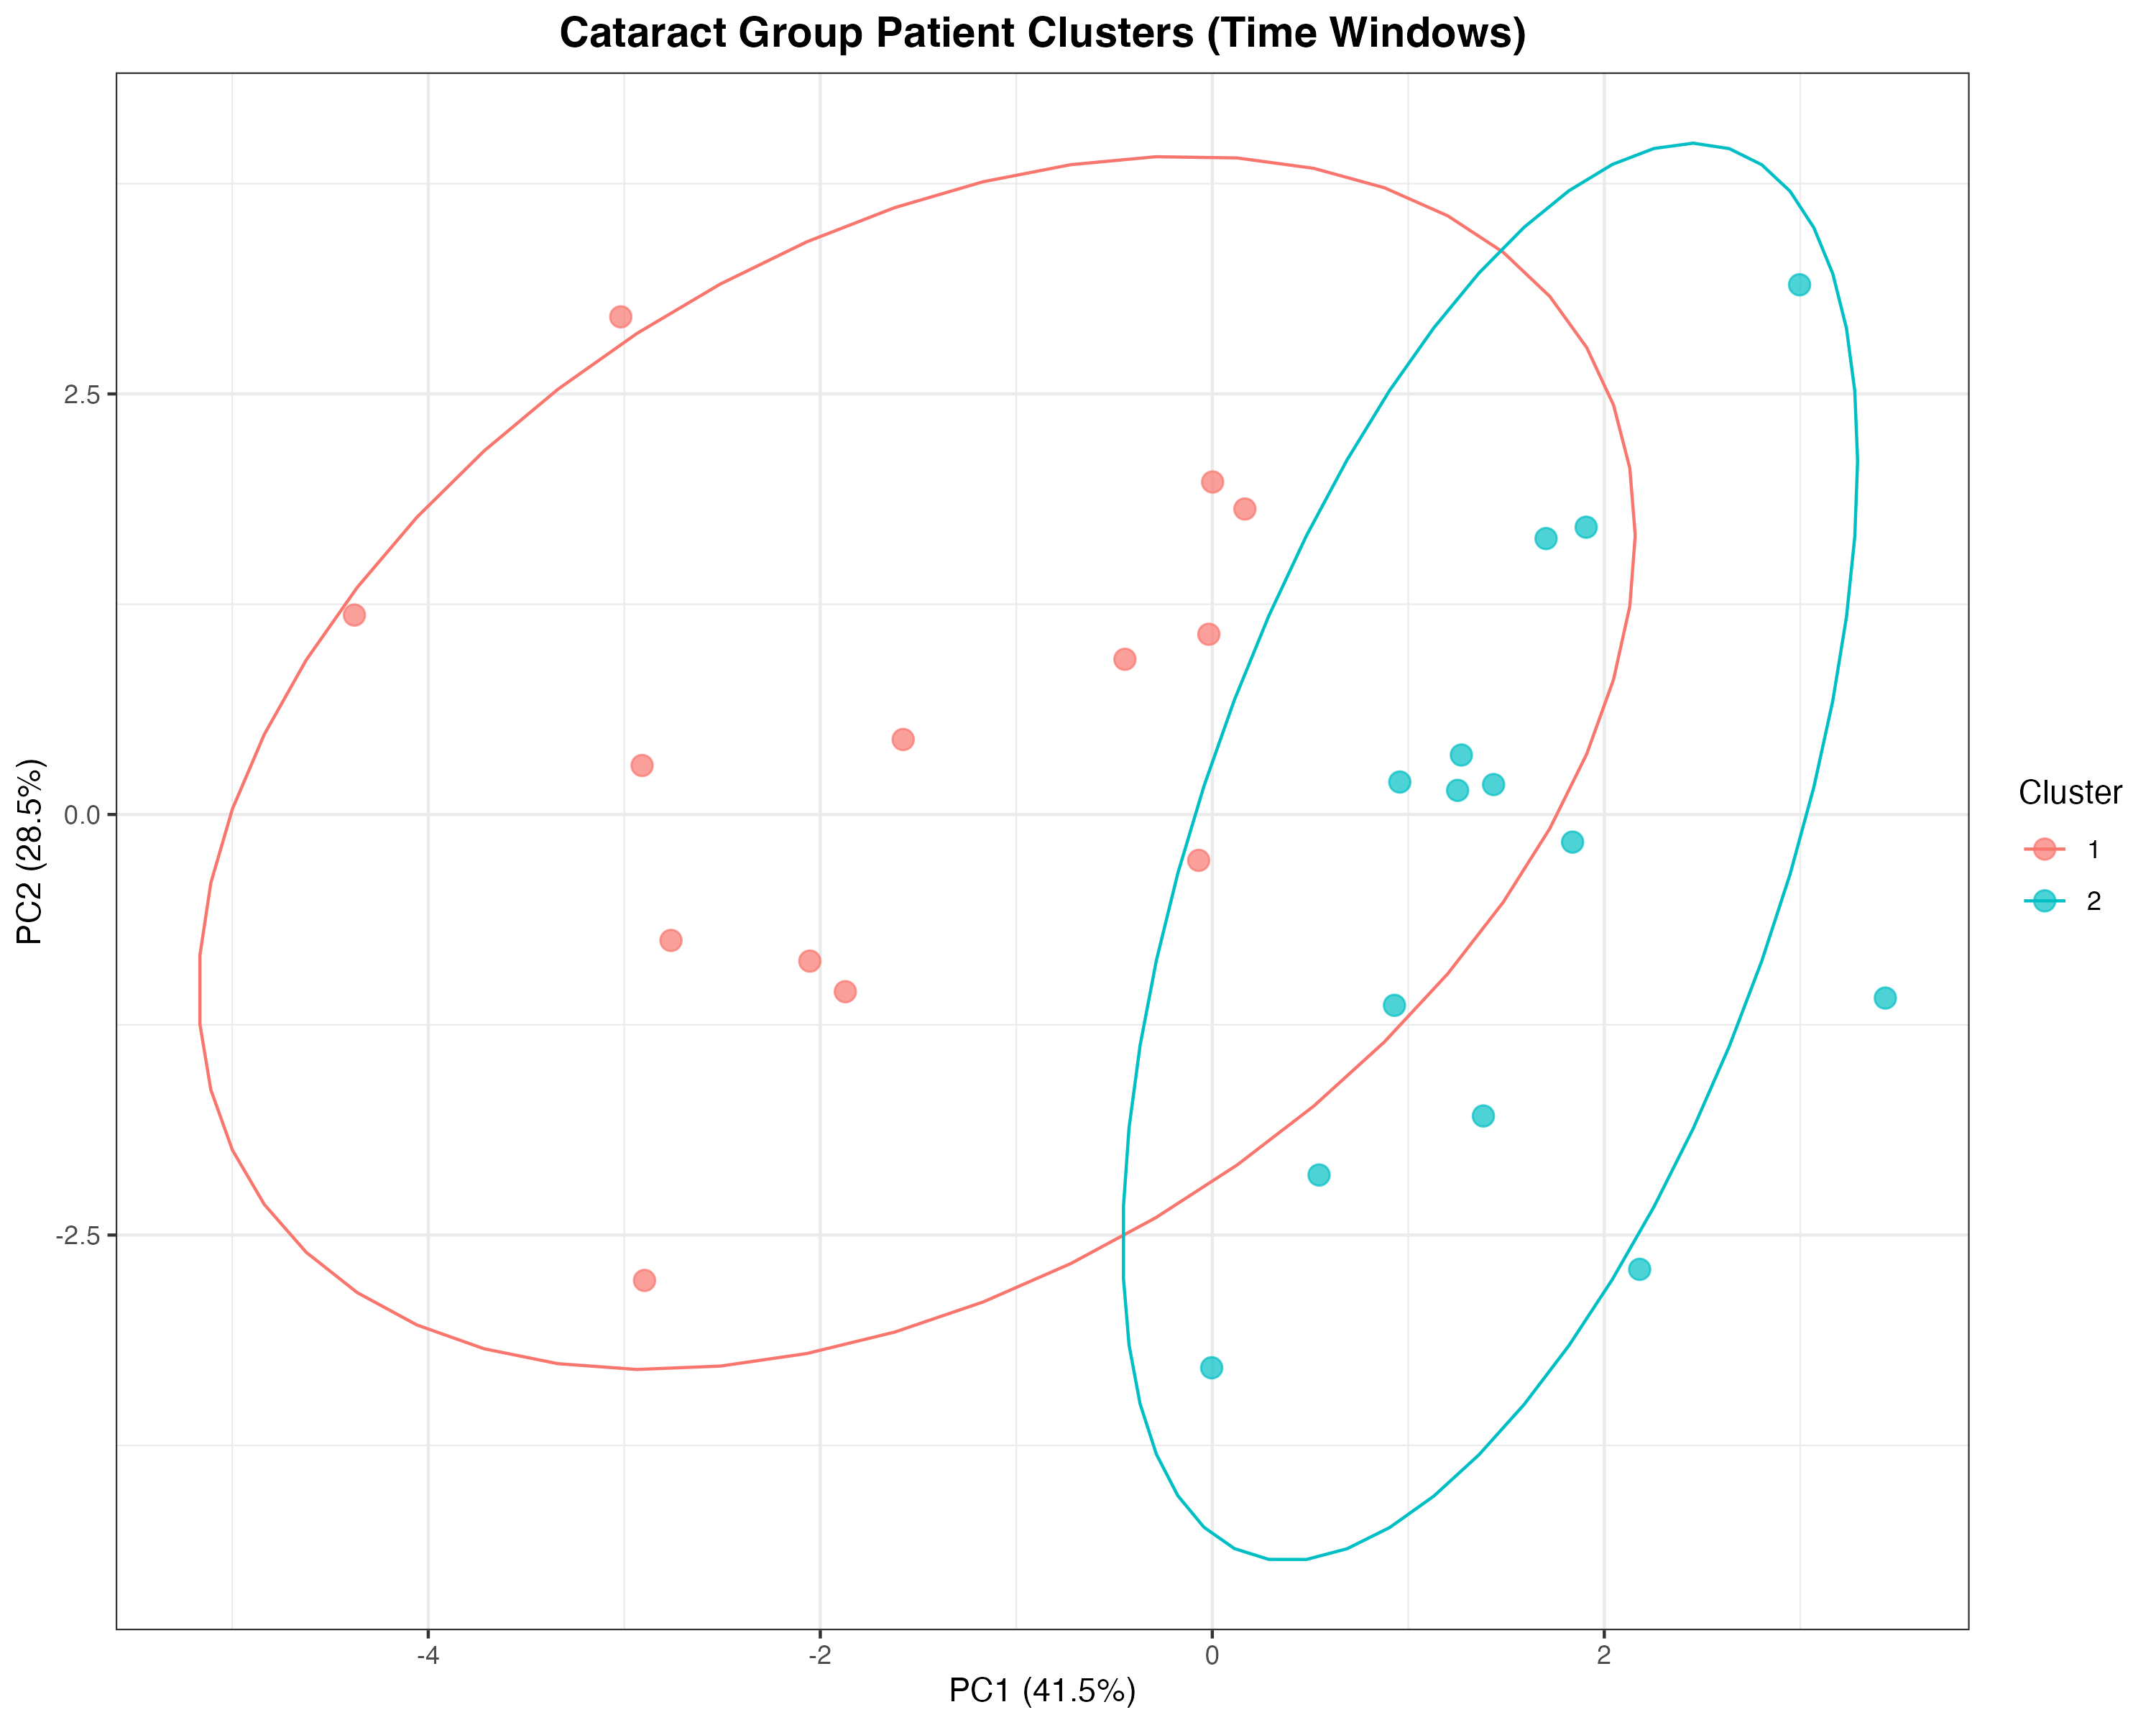 Cataract Group Patient Clusters (Time Windows)
PC2 (28.5%)
2.5
0.0
-2.5
-4
-2
0
2
PC1 (41.5%)
Cluster
1
2